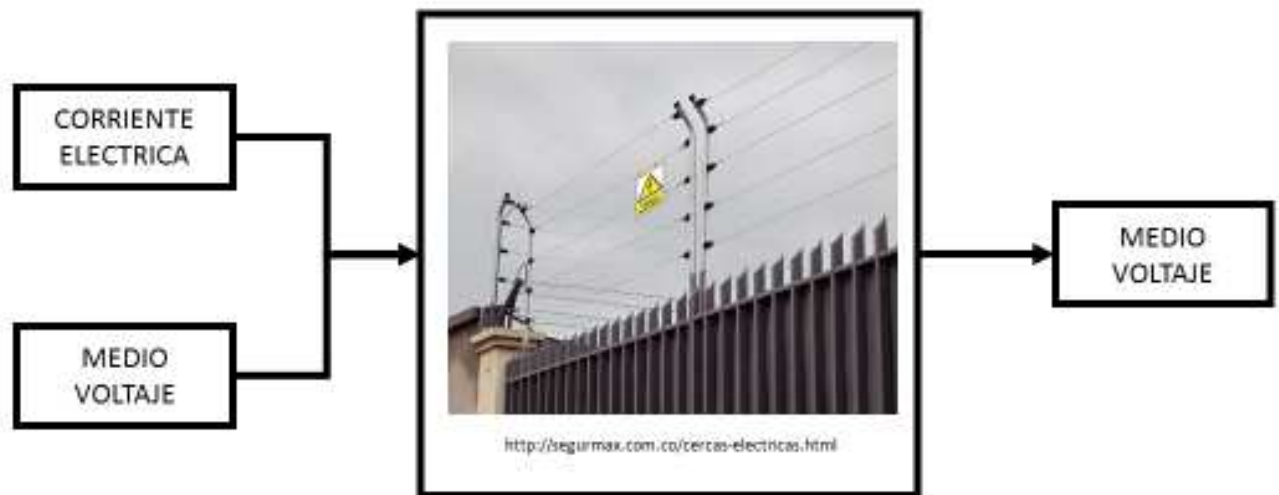 CORRIENTE
ELECTRICA
MEDIO
VOLTAJE
http://segurmax.com.co/cercas-electricas.html
MEDIO
VOLTAJE